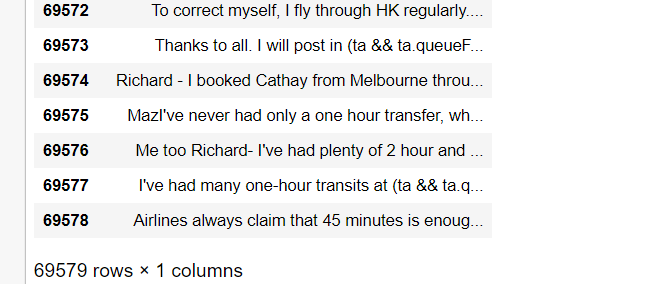 69572 To correct myself, I fly through HK regularly....
69573 Thanks to all. I will post in (ta && ta.queueF...
69574 Richard - I booked Cathay from Melbourne throu...
69575 MazI've never had only a one hour transfer, wh...
69576 Me too Richard- I've had plenty of 2 hour and ...
69577 I've had many one-hour transits at (ta && ta.q...
69578 Airlines always claim that 45 minutes is enoug...
69579 rows × 1 columns